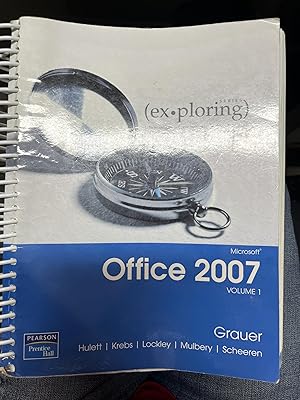 SERIES
(ex•ploring)
Microsoft®
Office 2007
VOLUME 1
Grauer
Hulett | Krebs | Lockley | Mulbery | Scheeren
PEARSON
Prentice
Hall